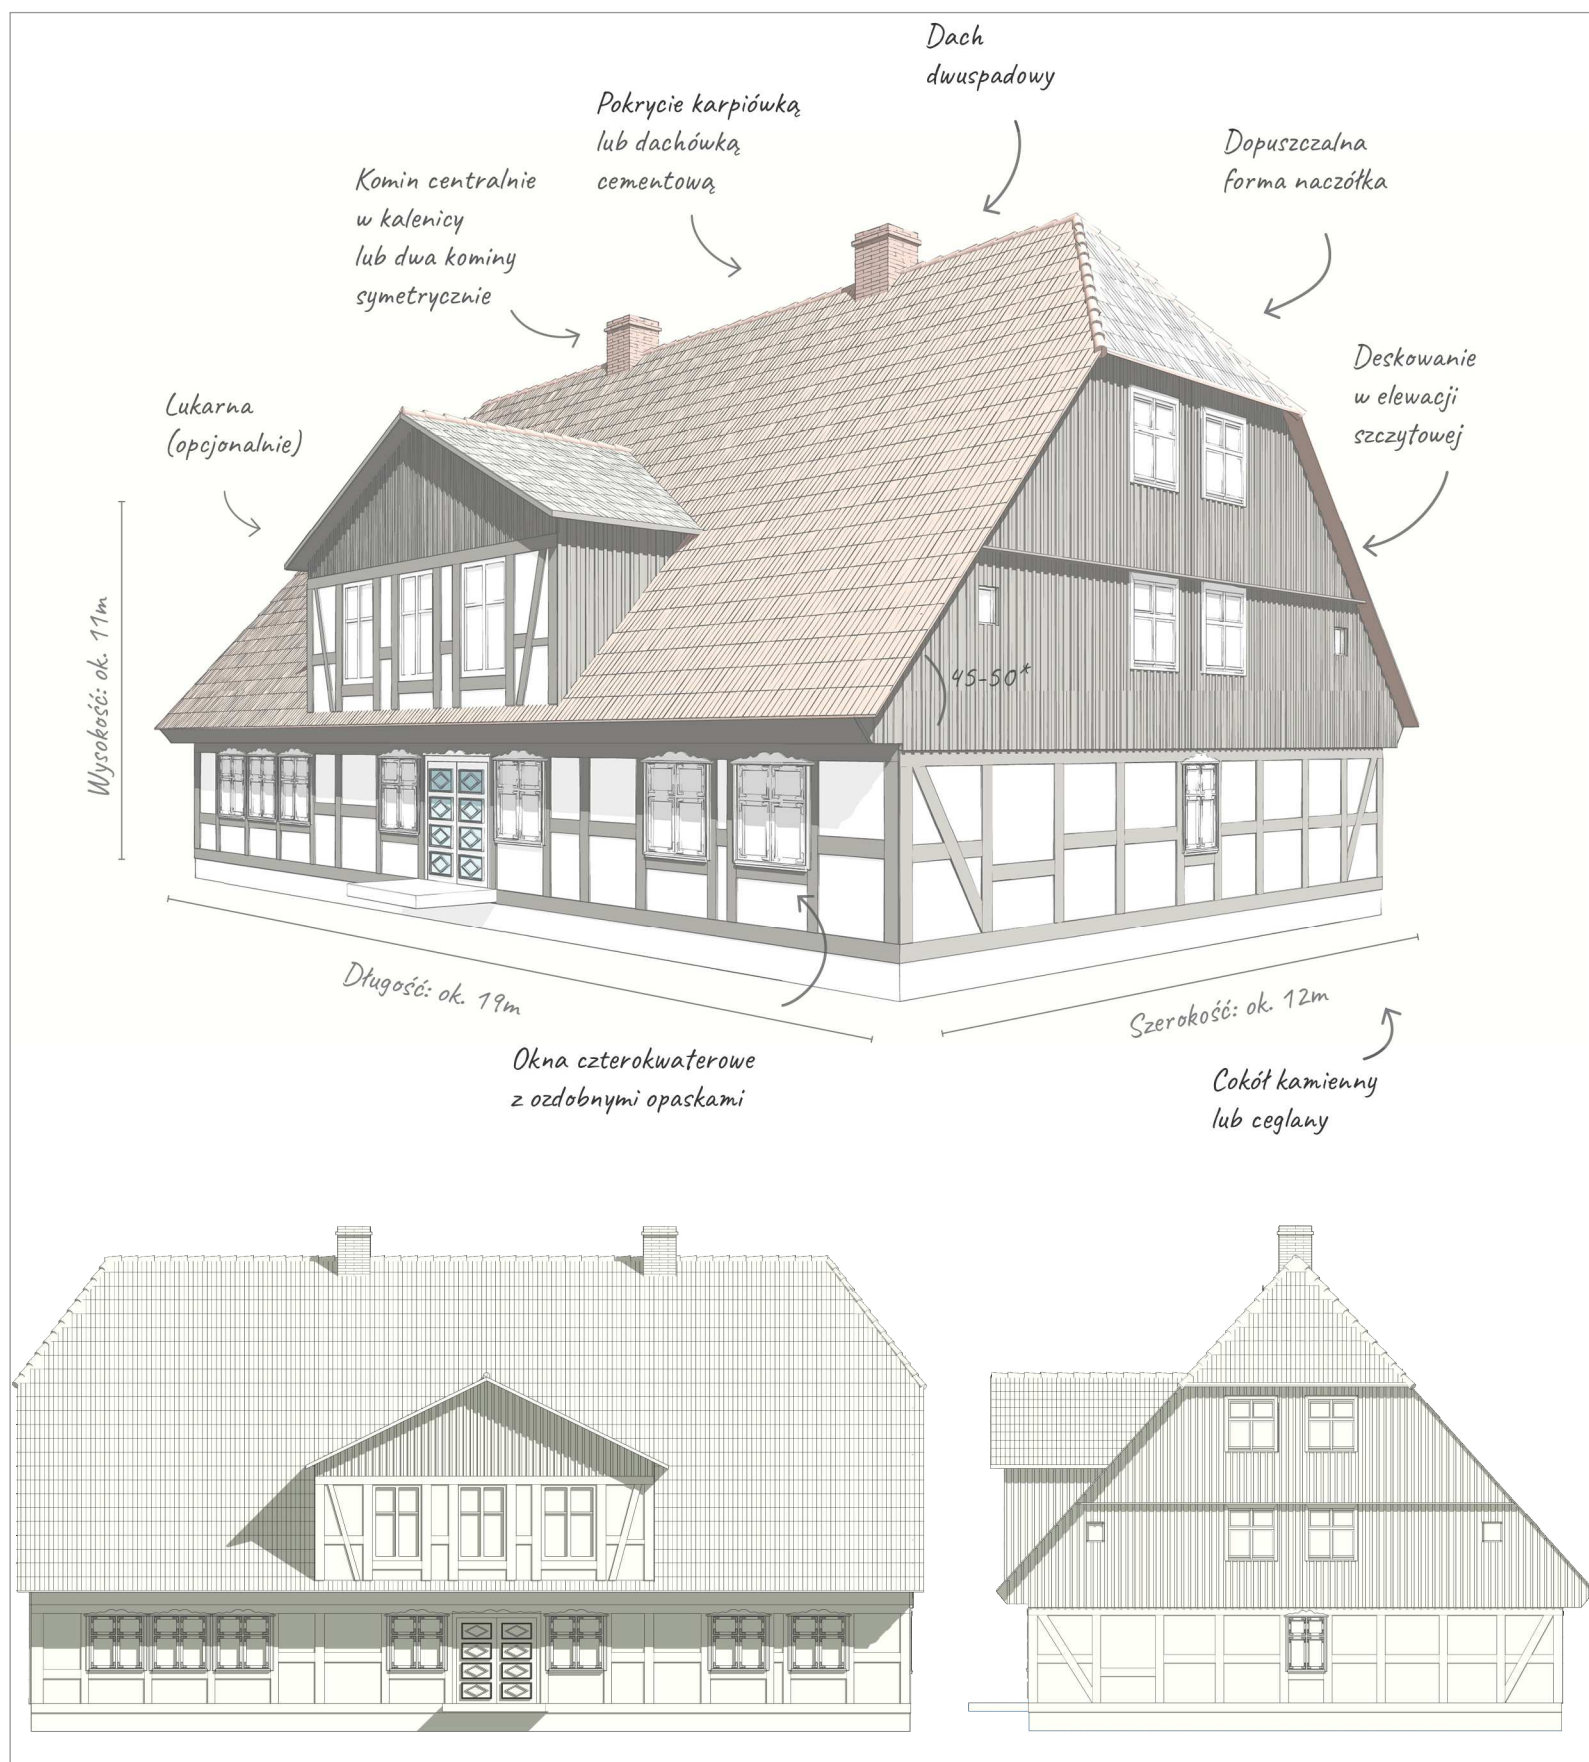 Dach
dwuspadowy
Pokrycie karpiówką
lub dachówką
cementową
Dopuszczalna
forma naczółka
Komin centralnie
w kalenicy
lub dwa kominy
symetrycznie
Deskowanie
w elewacji
szczytowej
Lukarna
(opcjonalnie)
Wysokość: ok. 11m
45-50*
Długość: ok. 19m
Szerokość: ok. 12m
Okna czterokwaterowe
z ozdobnymi opaskami
Cokół kamienny
lub ceglany